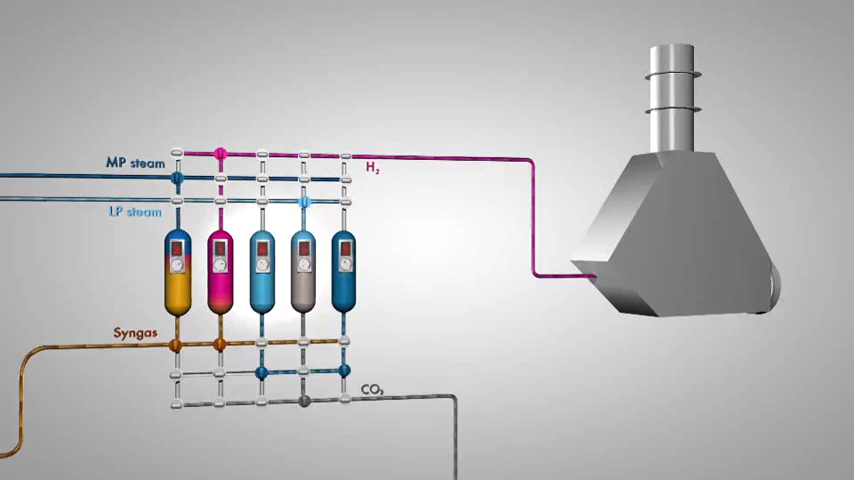 MP steam
H₂
LP steam
Syngas
CO₂